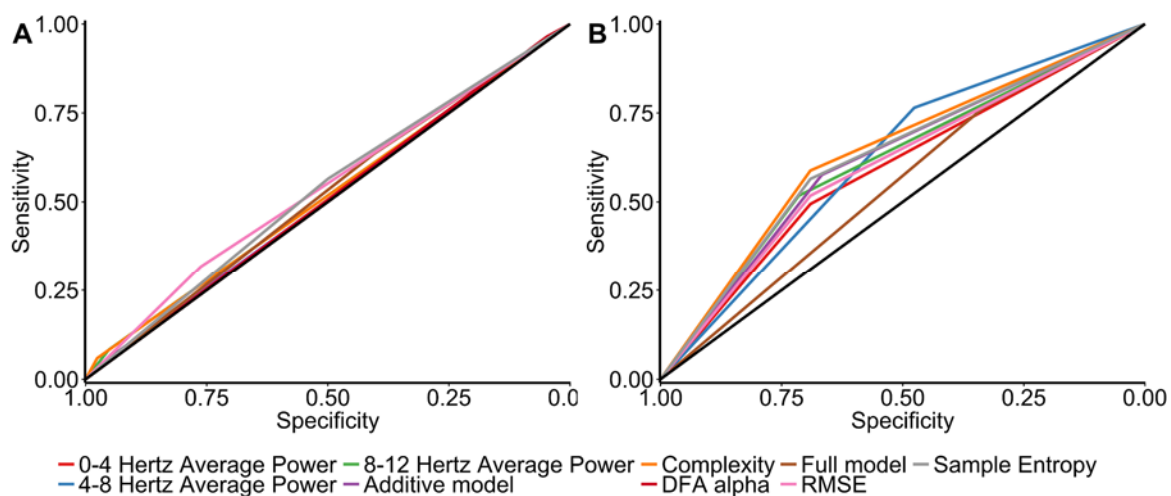 A
B
1.00
0.75
0.50
0.25
0.00
Sensitivity
1.00 0.75 0.50 0.25 0.0
Specificity
1.00
0.75
0.50
0.25
0.00
Sensitivity
1.00 0.75 0.50 0.25 0.00
Specificity
0-4 Hertz Average Power 8-12 Hertz Average Power Complexity Full model Sample Entropy
4-8 Hertz Average Power Additive model DFA alpha RMSE